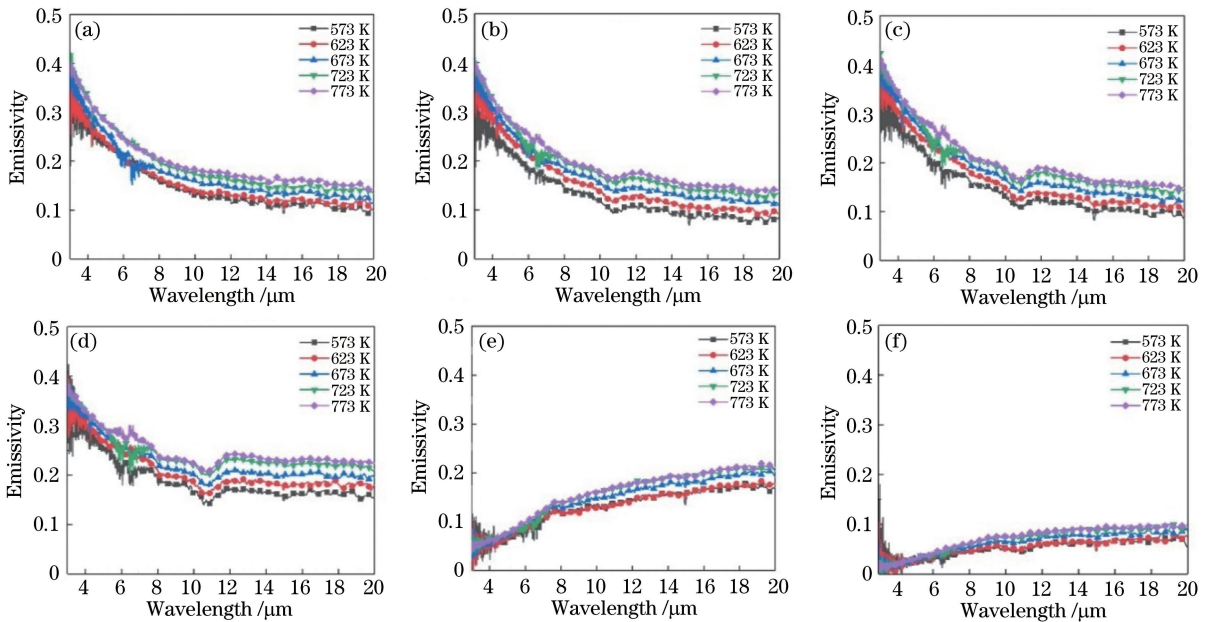 (a)
573 K
623 K
673 K
723 K
773 K
Emissivity
0.5
0.4
0.3
0.2
0.1
0
4 6 8 10 12 14 16 18 20
Wavelength /μm
(b)
573 K
623 K
673 K
723 K
773 K
Emissivity
0.5
0.4
0.3
0.2
0.1
0
4 6 8 10 12 14 16 18 20
Wavelength /μm
(c)
573 K
623 K
673 K
723 K
773 K
Emissivity
0.5
0.4
0.3
0.2
0.1
0
4 6 8 10 12 14 16 18 20
Wavelength /μm
(d)
573 K
623 K
673 K
723 K
773 K
Emissivity
0.5
0.4
0.3
0.2
0.1
0
4 6 8 10 12 14 16 18 20
Wavelength /μm
(e)
573 K
623 K
673 K
723 K
773 K
Emissivity
0.5
0.4
0.3
0.2
0.1
0
4 6 8 10 12 14 16 18 20
Wavelength /μm
(f)
573 K
623 K
673 K
723 K
773 K
Emissivity
0.5
0.4
0.3
0.2
0.1
0
4 6 8 10 12 14 16 18 20
Wavelength /μm